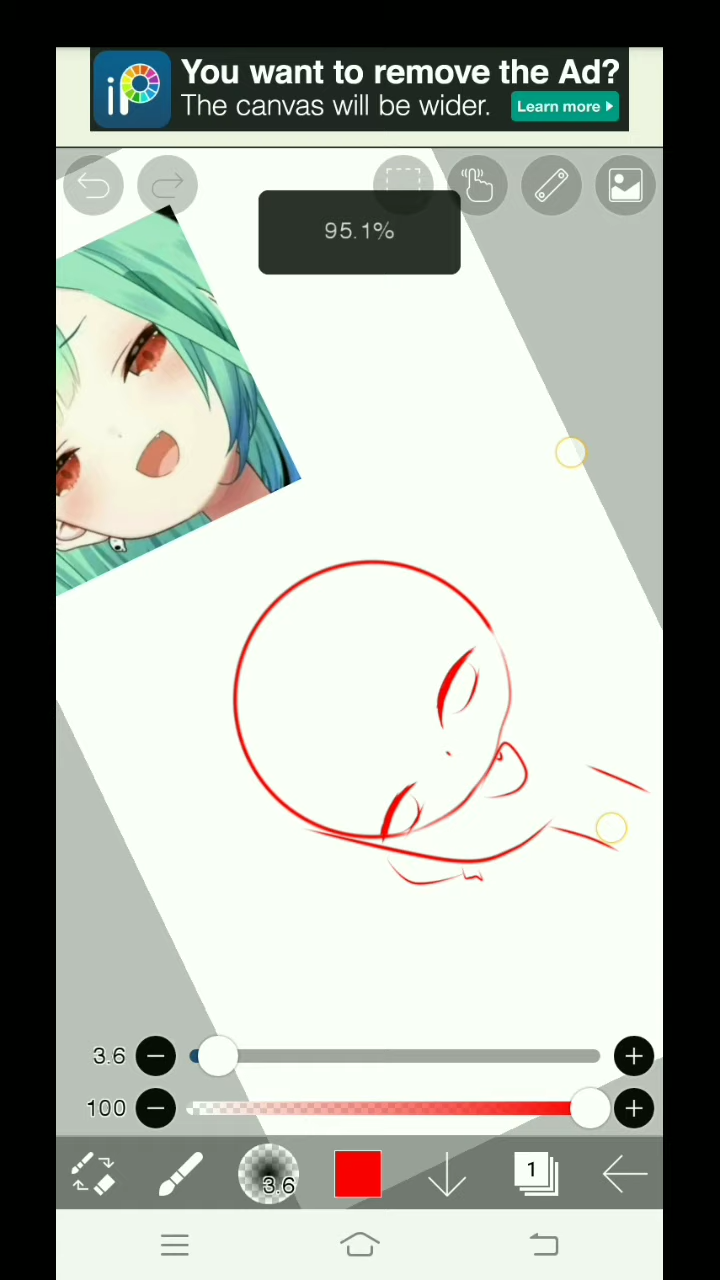 iP
You want to remove the Ad?
The canvas will be wider.
Learn more
95.1%
3.6
100
3.6
1